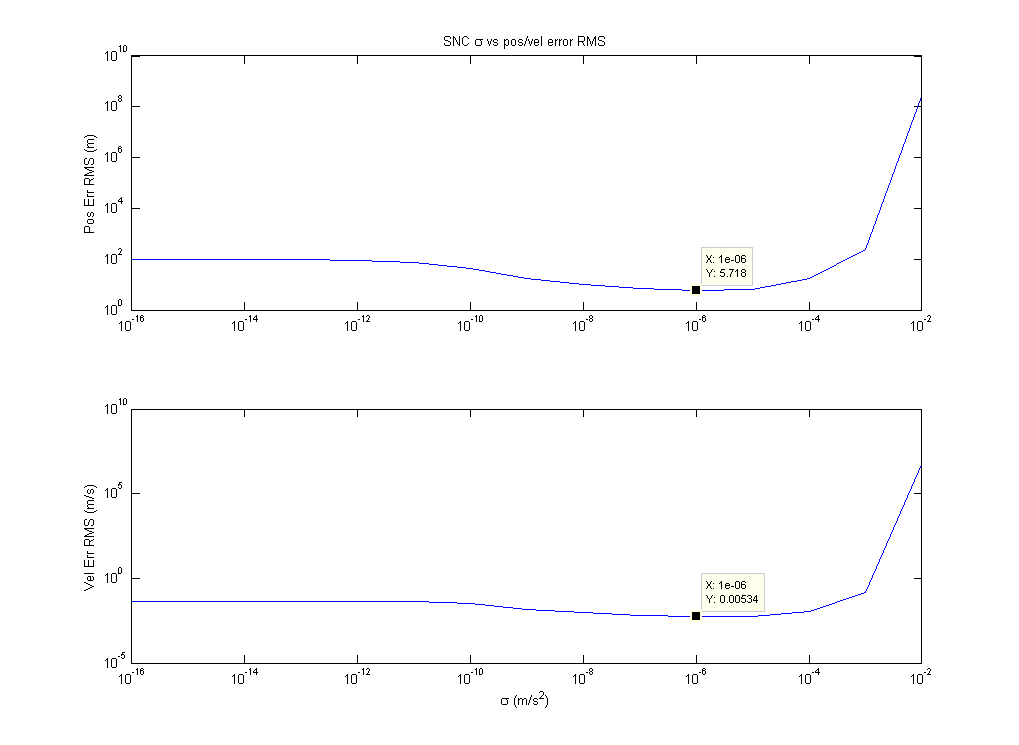 SNC σ vs pos/vel error RMS
10^10
10^8
10^6
10^4
10^2
10^0
Pos Err RMS (m)
X: 1e-06
Y: 5.718
10^-16 10^-14 10^-12 10^-10 10^-8 10^-6 10^-4 10^-2
10^10
10^5
10^0
10^-5
Vel Err RMS (m/s)
X: 1e-06
Y: 0.00534
10^-16 10^-14 10^-12 10^-10 10^-8 10^-6 10^-4 10^-2
σ (m/s^2)